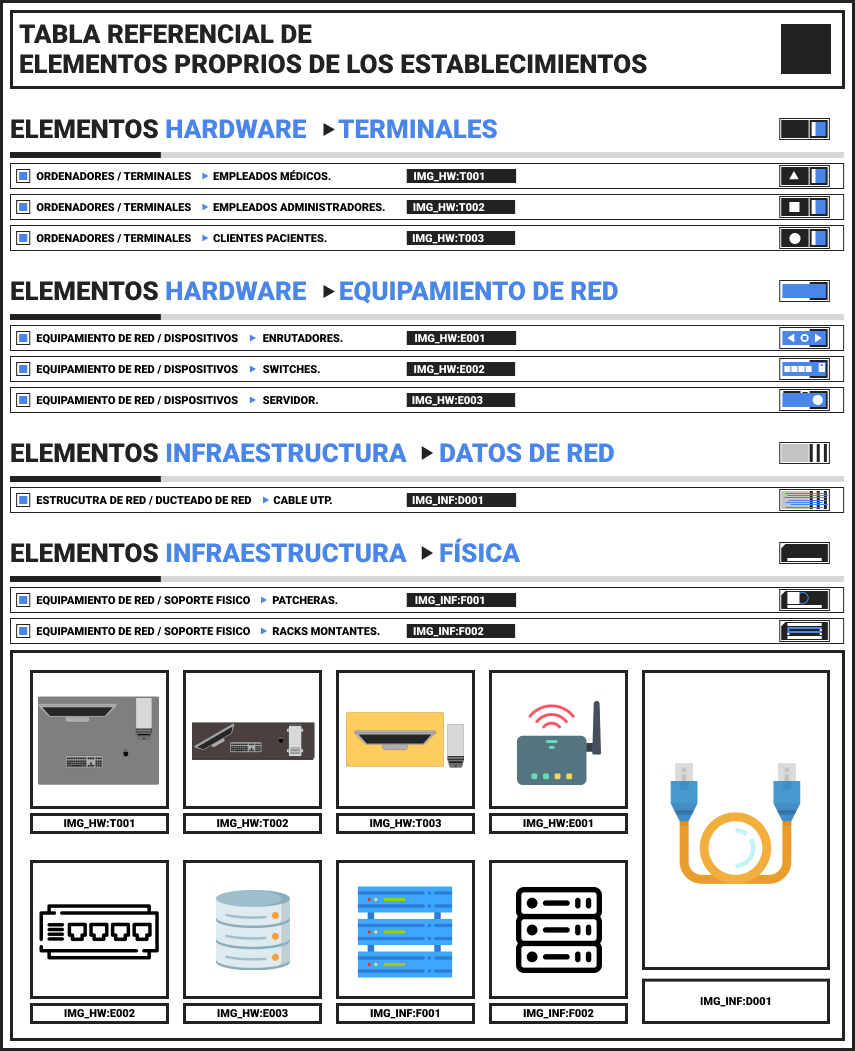 TABLA REFERENCIAL DE
ELEMENTOS PROPRIOS DE LOS ESTABLECIMIENTOS
ELEMENTOS HARDWARE ▸TERMINALES
ORDENADORES / TERMINALES ▸ EMPLEADOS MÉDICOS. IMG_HW:T001
ORDENADORES / TERMINALES ▸ EMPLEADOS ADMINISTRADORES. IMG_HW:T002
ORDENADORES / TERMINALES ▸ CLIENTES PACIENTES. IMG_HW:T003
ELEMENTOS HARDWARE ▸EQUIPAMIENTO DE RED
EQUIPAMIENTO DE RED / DISPOSITIVOS ▸ ENRUTADORES. IMG_HW:E001
EQUIPAMIENTO DE RED / DISPOSITIVOS ▸ SWITCHES. IMG_HW:E002
EQUIPAMIENTO DE RED / DISPOSITIVOS ▸ SERVIDOR. IMG_HW:E003
ELEMENTOS INFRAESTRUCTURA ▸DATOS DE RED
ESTRUCUTRA DE RED / DUCTEADO DE RED ▸ CABLE UTP. IMG_INF:D001
ELEMENTOS INFRAESTRUCTURA ▸FÍSICA
EQUIPAMIENTO DE RED / SOPORTE FISICO ▸ PATCHERAS. IMG_INF:F001
EQUIPAMIENTO DE RED / SOPORTE FISICO ▸ RACKS MONTANTES. IMG_INF:F002
IMG_HW:T001 IMG_HW:T002 IMG_HW:T003 IMG_HW:E001
IMG_HW:E002 IMG_HW:E003 IMG_INF:F001 IMG_INF:F002 IMG_INF:D001